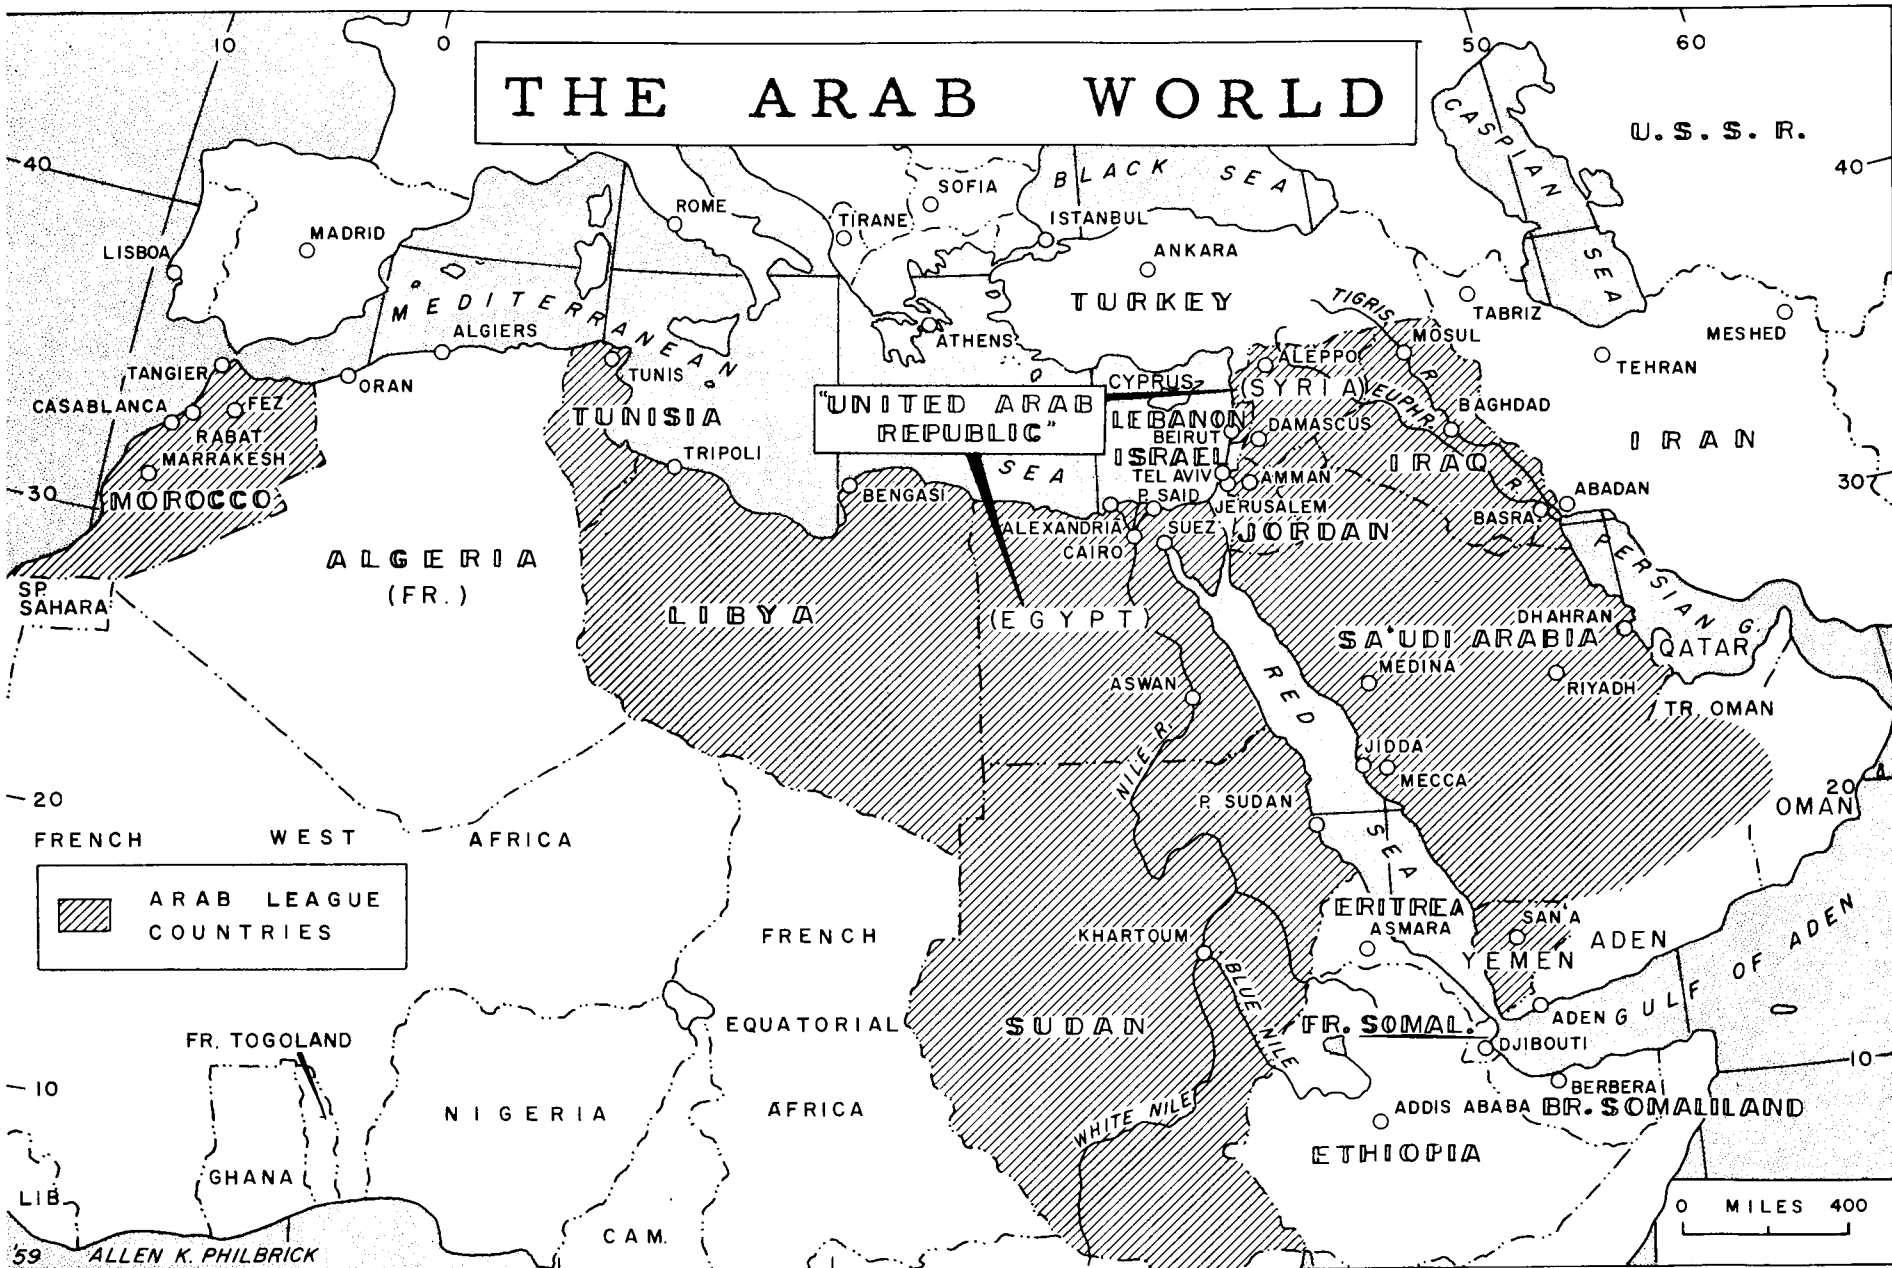 10
0
50
60
THE ARAB WORLD
CASPIAN
SEA
U.S.S.R.
40
40
BLACK SEA
SOFIA
ROME
TIRANE
ISTANBUL
MADRID
LISBOA
ANKARA
MEDITERRANEAN
SEA
TURKEY
TIGRIS R.
TABRIZ
MESHED
ALGIERS
ATHENS
MOSUL
TANGIER
ORAN
TUNIS
ALEPPO
TEHRAN
CYPRUS
(SYRIA)
CASABLANCA
FEZ
TUNISIA
"UNITED ARAB
REPUBLIC"
LEBANON
EUPHR. R.
BAGHDAD
RABAT
BEIRUT
DAMASCUS
IRAN
MARRAKESH
TRIPOLI
ISRAEL
IRAQ
TEL AVIV
AMMAN
30
MOROCCO
BENGASI
P. SAID
JERUSALEM
ABADAN
30
ALEXANDRIA
SUEZ
JORDAN
BASRA
CAIRO
ALGERIA
(FR.)
PERSIAN G.
SP.
SAHARA
LIBYA
(EGYPT)
DHAHRAN
SA'UDI ARABIA
QATAR
MEDINA
RED
SEA
ASWAN
RIYADH
TR. OMAN
NILE R.
JIDDA
MECCA
20
P. SUDAN
20
OMAN
FRENCH WEST AFRICA
ARAB LEAGUE
COUNTRIES
ERITREA
SAN'A
ASMARA
FRENCH
EQUATORIAL
AFRICA
KHARTOUM
YEMEN
ADEN
GULF OF ADEN
BLUE NILE
ADEN
SUDAN
FR. SOMAL.
DJIBOUTI
FR. TOGOLAND
10
10
NIGERIA
BERBERA
WHITE NILE
ADDIS ABABA
BR. SOMALILAND
ETHIOPIA
GHANA
LIB.
CAM.
0 MILES 400
'59 ALLEN K. PHILBRICK